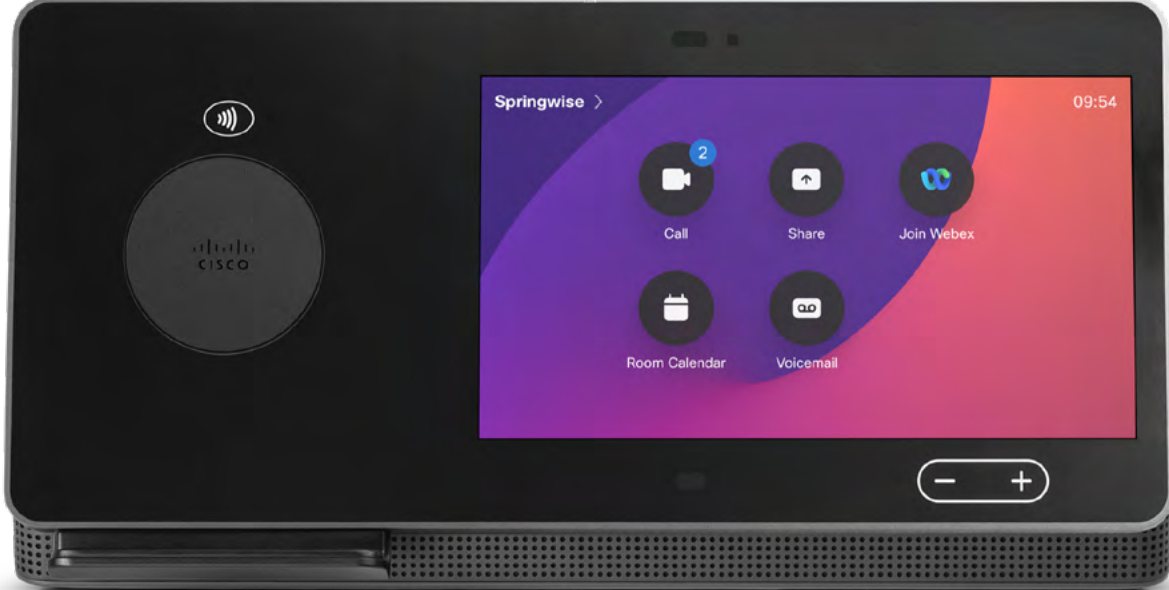 CISCO
Springwise
09:54
2
Call
Share
Join Webex
Room Calendar
Voicemail